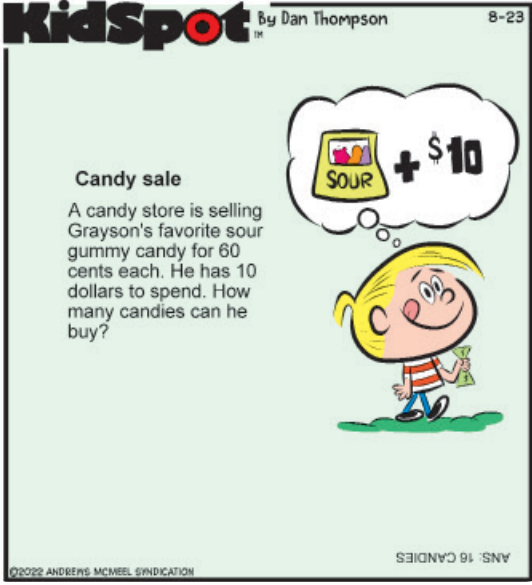 KidSpot™ By Dan Thompson 8-23
SOUR + $10
Candy sale
A candy store is selling
Grayson's favorite sour
gummy candy for 60
cents each. He has 10
dollars to spend. How
many candies can he
buy?
ANS: 16 CANDIES
©2022 ANDREWS MCMEEL SYNDICATION